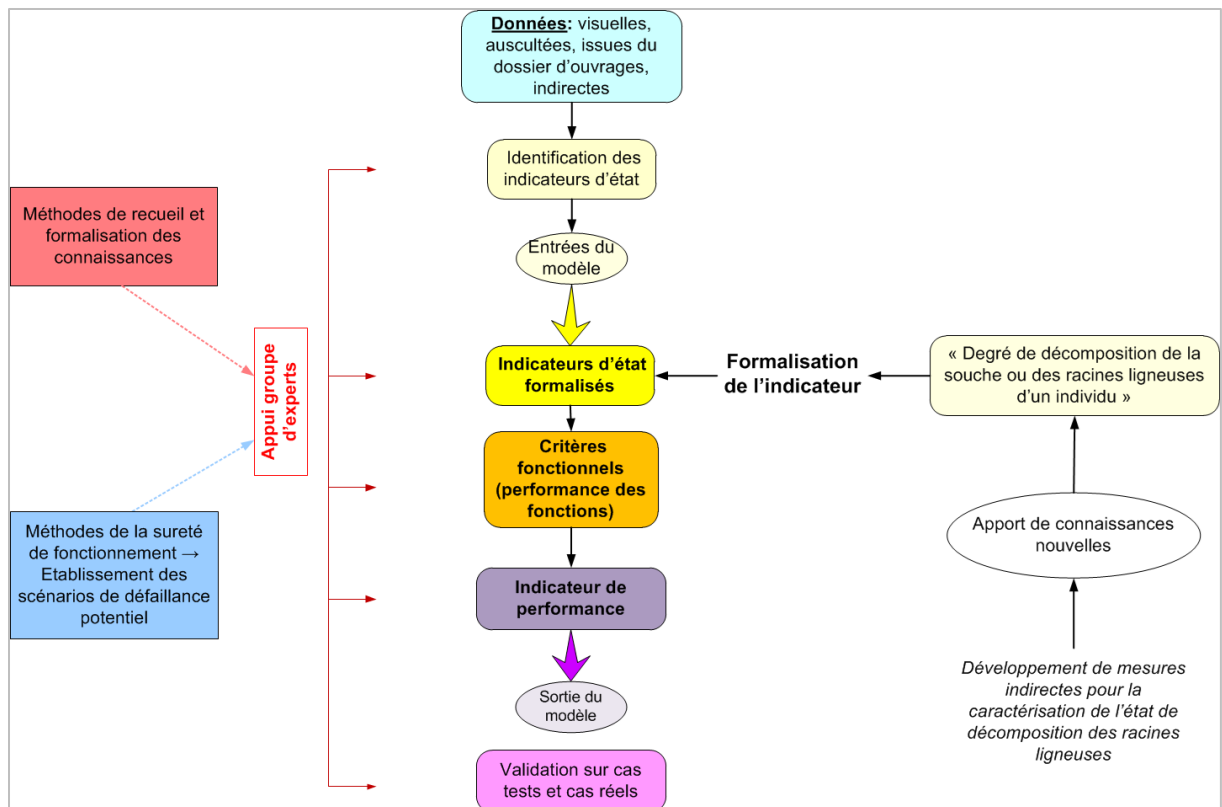 Données: visuelles,
auscultées, issues du
dossier d'ouvrages,
indirectes
Identification des
indicateurs d'état
Méthodes de recueil et
formalisation des
connaissances
Entrées du
modèle
Appui groupe
d'experts
Indicateurs d'état
formalisés
Formalisation
de l'indicateur
« Degré de décomposition de la
souche ou des racines ligneuses
d'un individu »
Critères
fonctionnels
(performance des
fonctions)
Méthodes de la sureté de
fonctionnement →
Etablissement des
scénarios de défaillance
potentiel
Apport de connaissances
nouvelles
Indicateur de
performance
Sortie du
modèle
Développement de mesures
indirectes pour la
caractérisation de l'état de
décomposition des racines
ligneuses
Validation sur cas
tests et cas réels